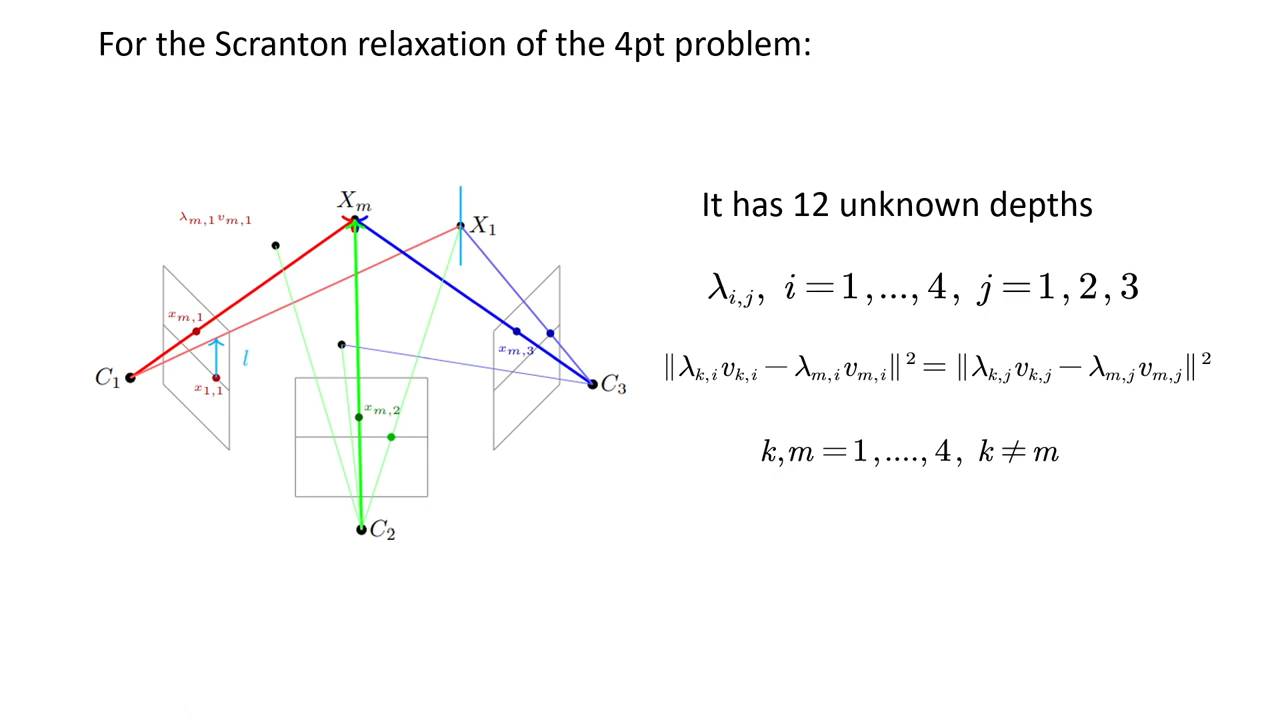 For the Scranton relaxation of the 4pt problem:
X_m
λ_{m,1}v_{m,1}
X_1
x_{m,1}
l
x_{1,1}
C_1
x_{m,3}
C_3
x_{m,2}
C_2
It has 12 unknown depths
λ_{i,j}, i=1,...,4, j=1,2,3
‖λ_{k,i}v_{k,i} − λ_{m,i}v_{m,i}‖² = ‖λ_{k,j}v_{k,j} − λ_{m,j}v_{m,j}‖²
k,m=1,....,4, k≠m